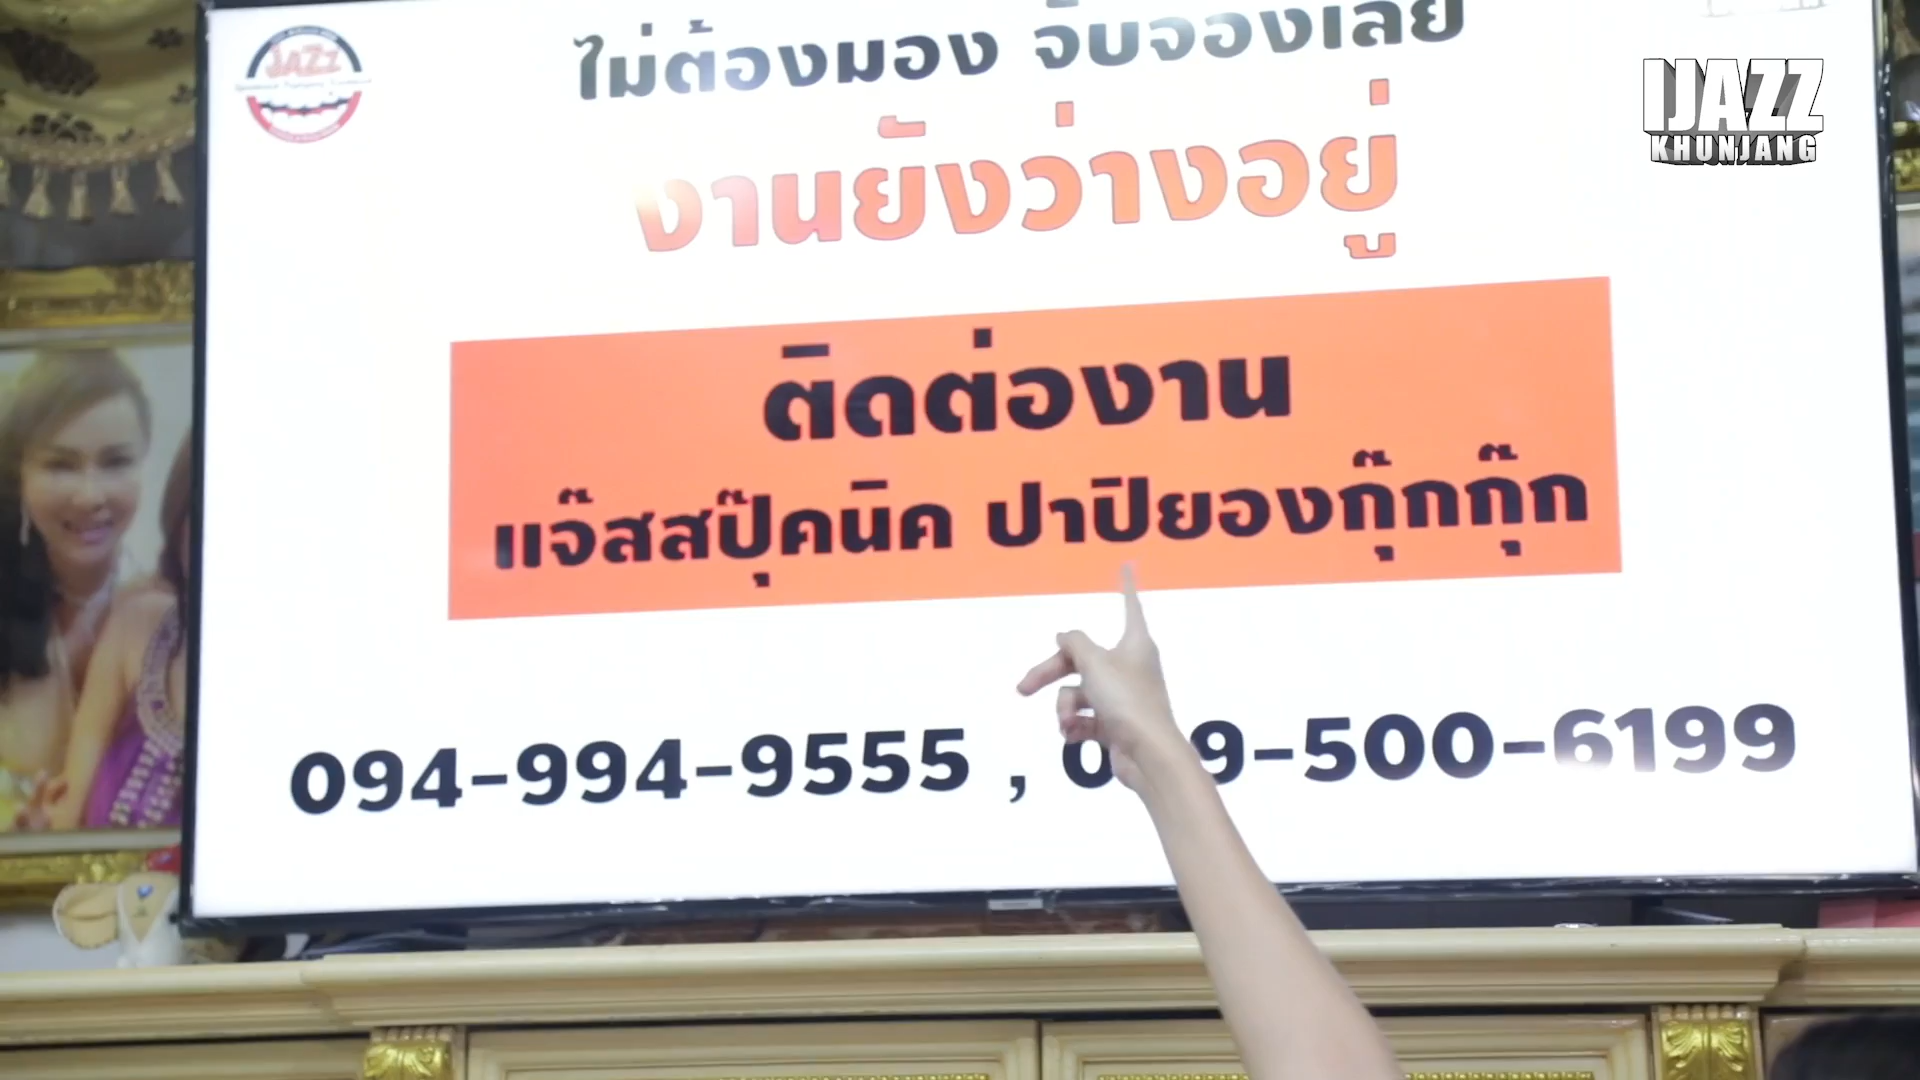 JAZZ
ไม่ต้องมอง จับจองเลย
งานยังว่างอยู่
ติดต่องาน
แจ๊สสปุ๊คนิค ปาปิยองกุ๊กกุ๊ก
094-994-9555 , 0 9-500-6199
IJAZZ
KHUNJANG